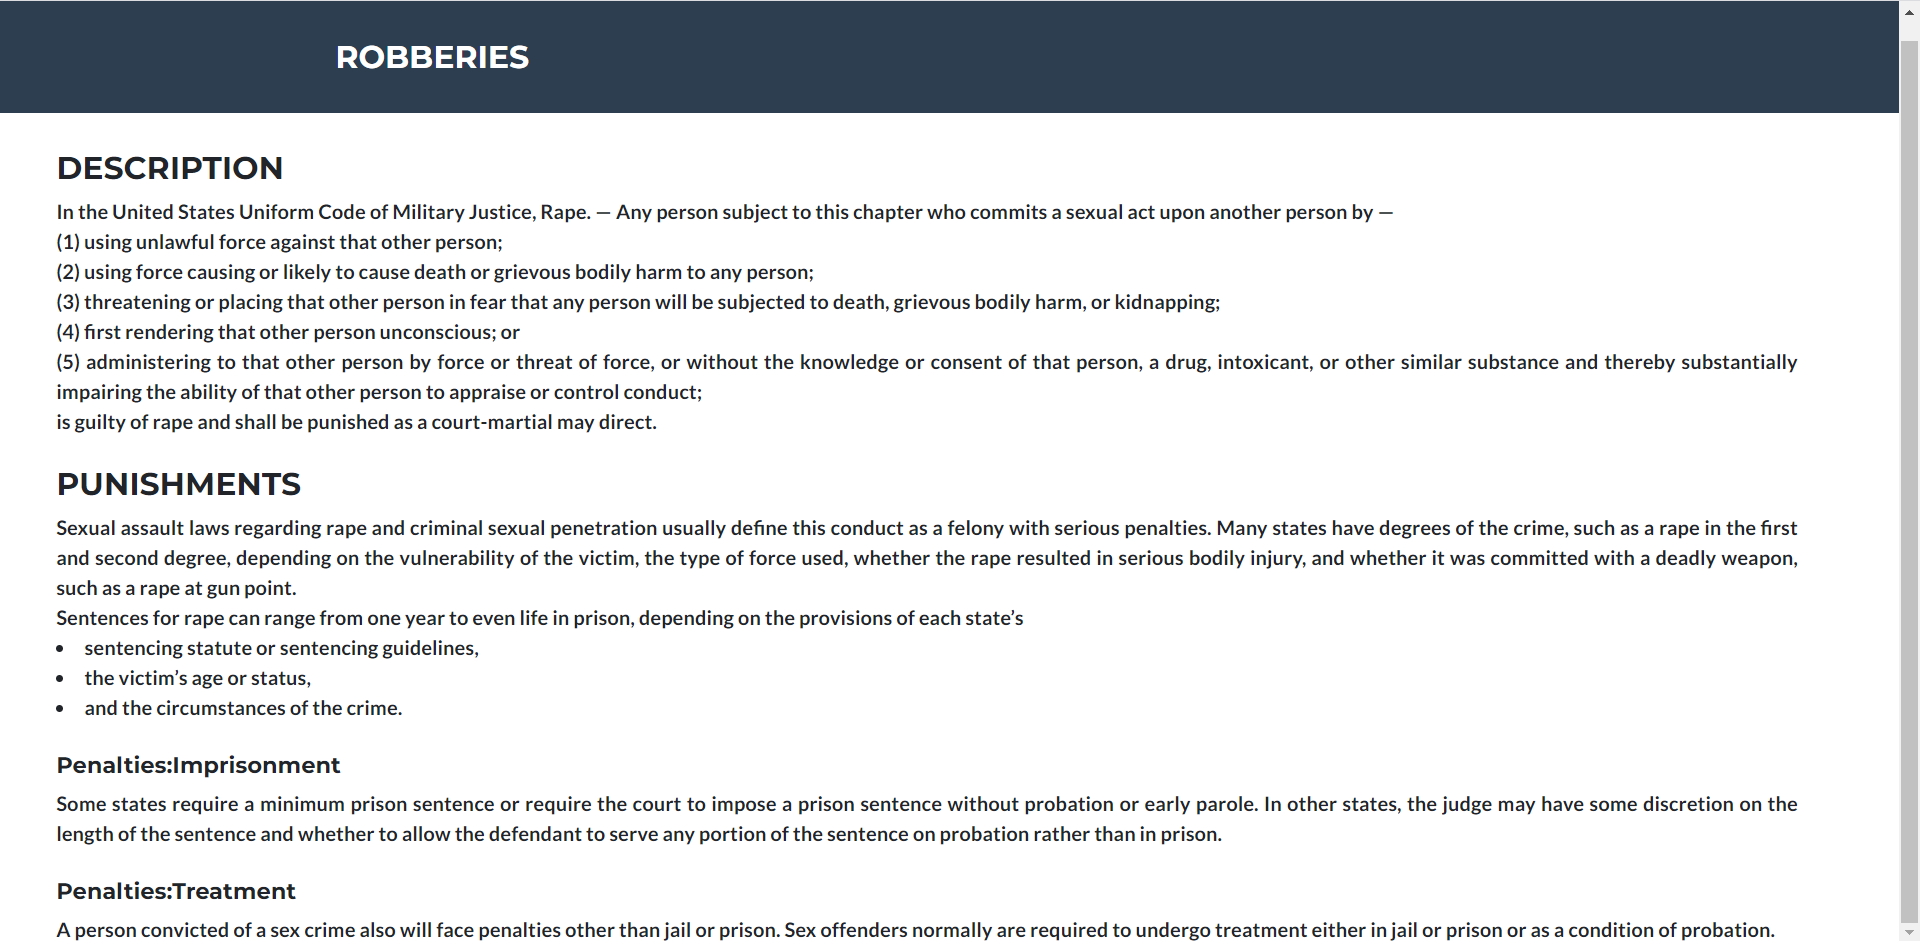 ROBBERIES
DESCRIPTION
In the United States Uniform Code of Military Justice, Rape. — Any person subject to this chapter who commits a sexual act upon another person by —
(1) using unlawful force against that other person;
(2) using force causing or likely to cause death or grievous bodily harm to any person;
(3) threatening or placing that other person in fear that any person will be subjected to death, grievous bodily harm, or kidnapping;
(4) first rendering that other person unconscious; or
(5) administering to that other person by force or threat of force, or without the knowledge or consent of that person, a drug, intoxicant, or other similar substance and thereby substantially
impairing the ability of that other person to appraise or control conduct;
is guilty of rape and shall be punished as a court-martial may direct.
PUNISHMENTS
Sexual assault laws regarding rape and criminal sexual penetration usually define this conduct as a felony with serious penalties. Many states have degrees of the crime, such as a rape in the first
and second degree, depending on the vulnerability of the victim, the type of force used, whether the rape resulted in serious bodily injury, and whether it was committed with a deadly weapon,
such as a rape at gun point.
Sentences for rape can range from one year to even life in prison, depending on the provisions of each state’s
• sentencing statute or sentencing guidelines,
• the victim’s age or status,
• and the circumstances of the crime.
Penalties:Imprisonment
Some states require a minimum prison sentence or require the court to impose a prison sentence without probation or early parole. In other states, the judge may have some discretion on the
length of the sentence and whether to allow the defendant to serve any portion of the sentence on probation rather than in prison.
Penalties:Treatment
A person convicted of a sex crime also will face penalties other than jail or prison. Sex offenders normally are required to undergo treatment either in jail or prison or as a condition of probation.